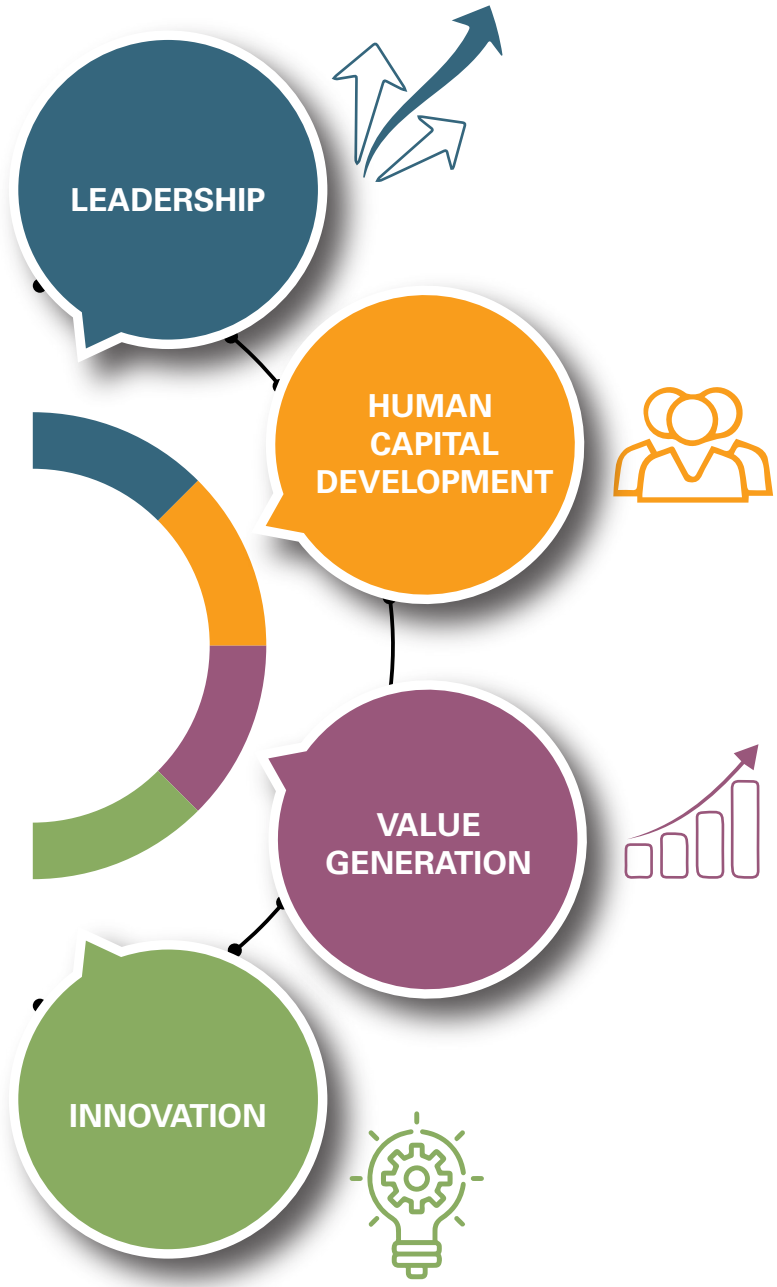 LEADERSHIP
HUMAN
CAPITAL
DEVELOPMENT
VALUE
GENERATION
INNOVATION